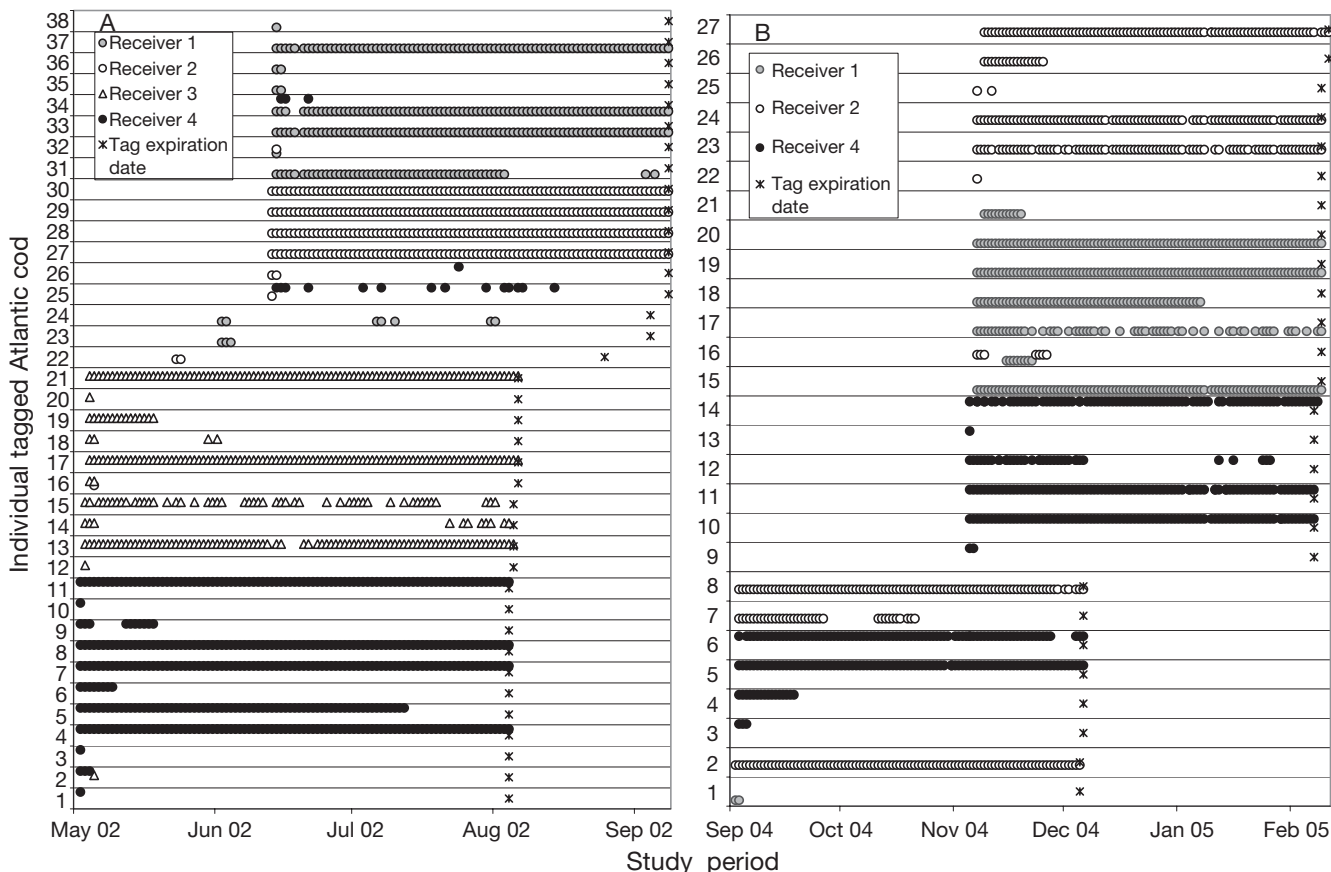 A
Receiver 1
Receiver 2
Receiver 3
Receiver 4
Tag expiration
date
38
37
36
35
34
33
32
31
30
29
28
27
26
25
24
23
22
21
20
19
18
17
16
15
14
13
12
11
10
9
8
7
6
5
4
3
2
1
May 02
Jun 02
Jul 02
Aug 02
Sep 02
Individual tagged Atlantic cod
B
Receiver 1
Receiver 2
Receiver 4
Tag expiration
date
27
26
25
24
23
22
21
20
19
18
17
16
15
14
13
12
11
10
9
8
7
6
5
4
3
2
1
Sep 04
Oct 04
Nov 04
Dec 04
Jan 05
Feb 05
Study period